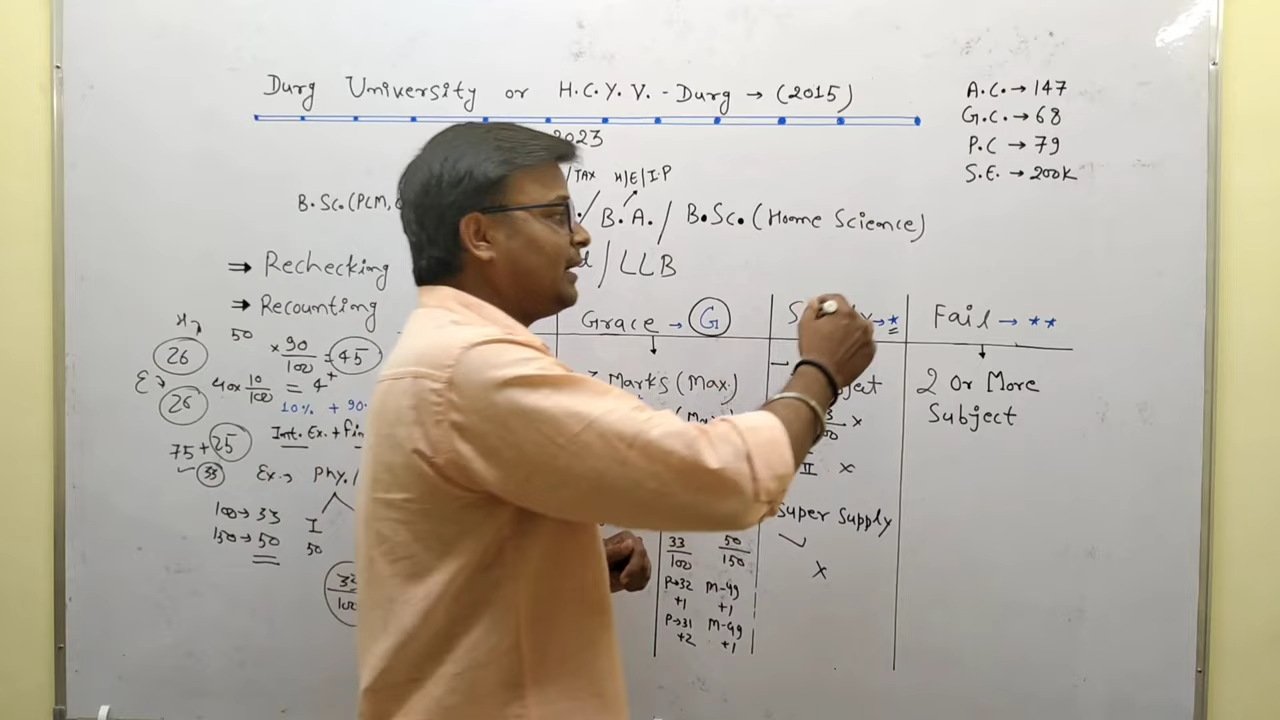 Durg University or H.C.Y.V. - Durg → (2015)
2023
A.C. → 147
G.C. → 68
P.C → 79
S.E. → 200K
/TAX H/E/I.P
B.Sc. (PCM,
/ B.A. / B.Sc. (Home Science)
/ LLB
⇒ Rechecking
⇒ Recounting
H→
26
50
× 90/100 = 45
E→
26
40 × 10/100 = 4+
10% + 90
Int. Ex. + fin
75 + 25
33
Ex.→ Phy. /
100 → 33
150 → 50
I
50
Grace → G
Marks (Max.)
33/100 50/150
P→32 M-49
+1 +1
P→31 M-49
+2 +1
→ *
×
II ×
Super Supply
×
Fail → **
2 Or More
Subject